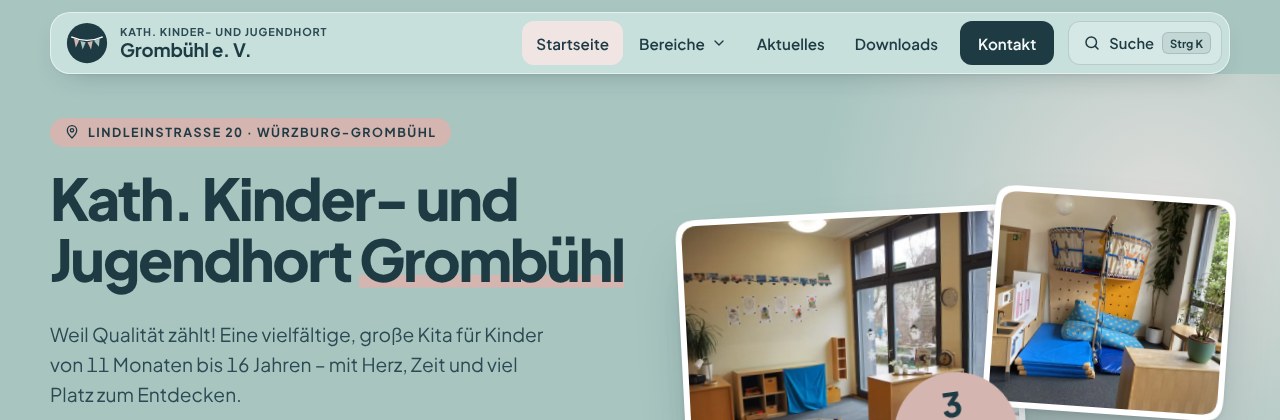 KATH. KINDER- UND JUGENDHORT
Grombühl e. V.
Startseite
Bereiche
Aktuelles
Downloads
Kontakt
Suche
Strg K
LINDLEINSTRASSE 20 · WÜRZBURG-GROMBÜHL
Kath. Kinder- und
Jugendhort Grombühl
Weil Qualität zählt! Eine vielfältige, große Kita für Kinder
von 11 Monaten bis 16 Jahren – mit Herz, Zeit und viel
Platz zum Entdecken.
3